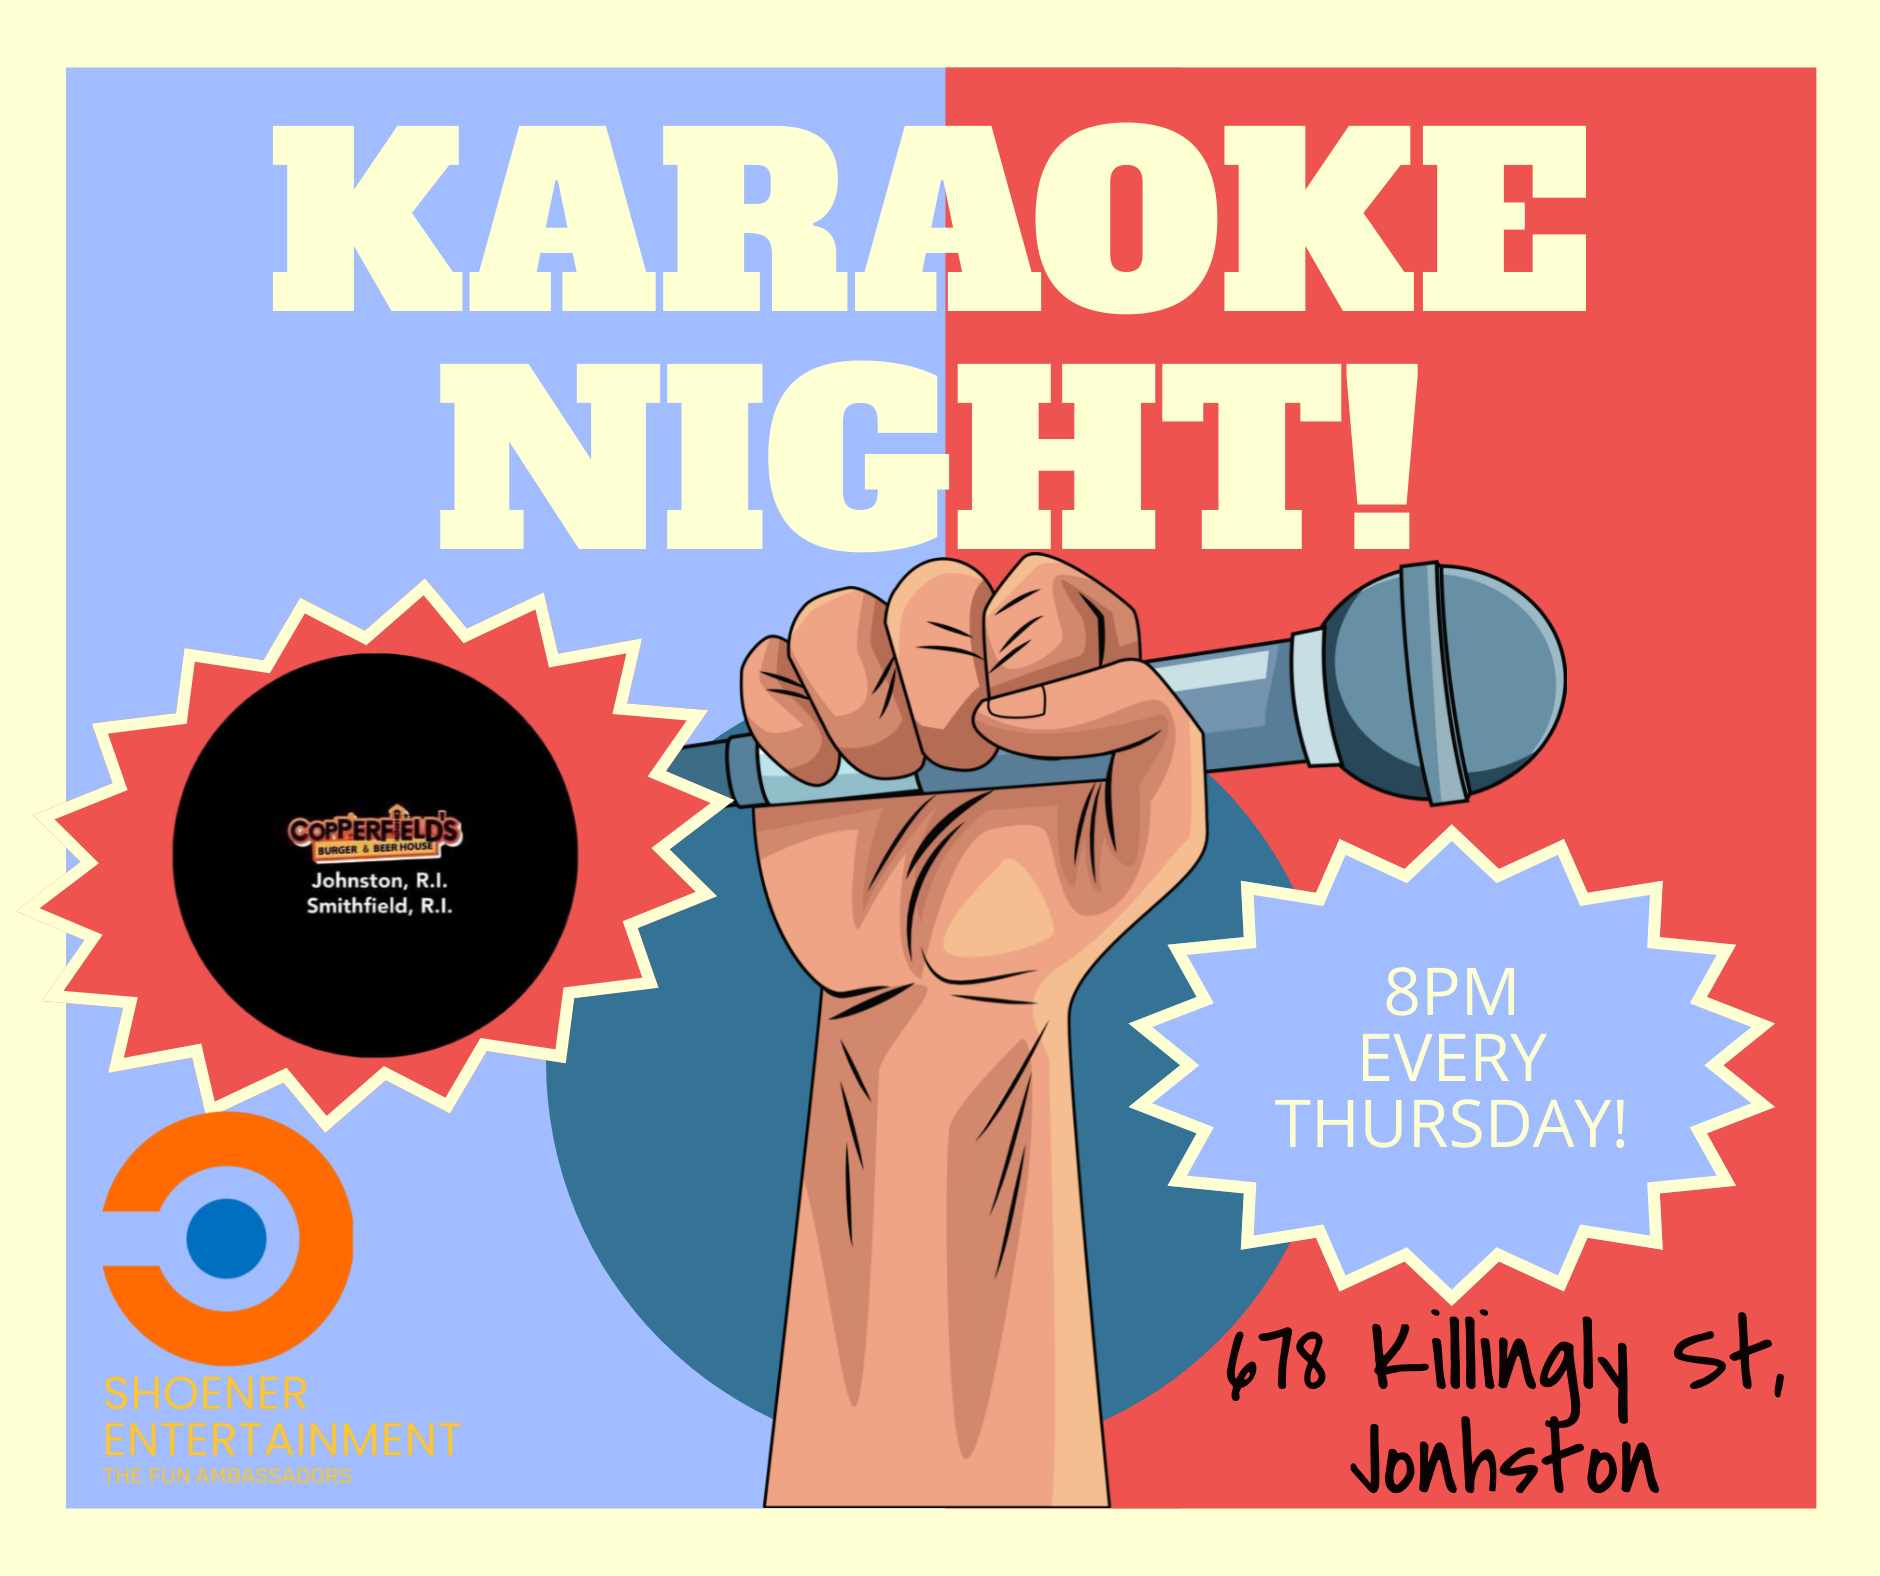 KARAOKE
NIGHT!
COPPERFIELD'S
BURGER & BEER HOUSE
Johnston, R.I.
Smithfield, R.I.
8PM
EVERY
THURSDAY!
SHOENER
ENTERTAINMENT
THE FUN AMBASSADORS
678 Killingly St,
Jonhston